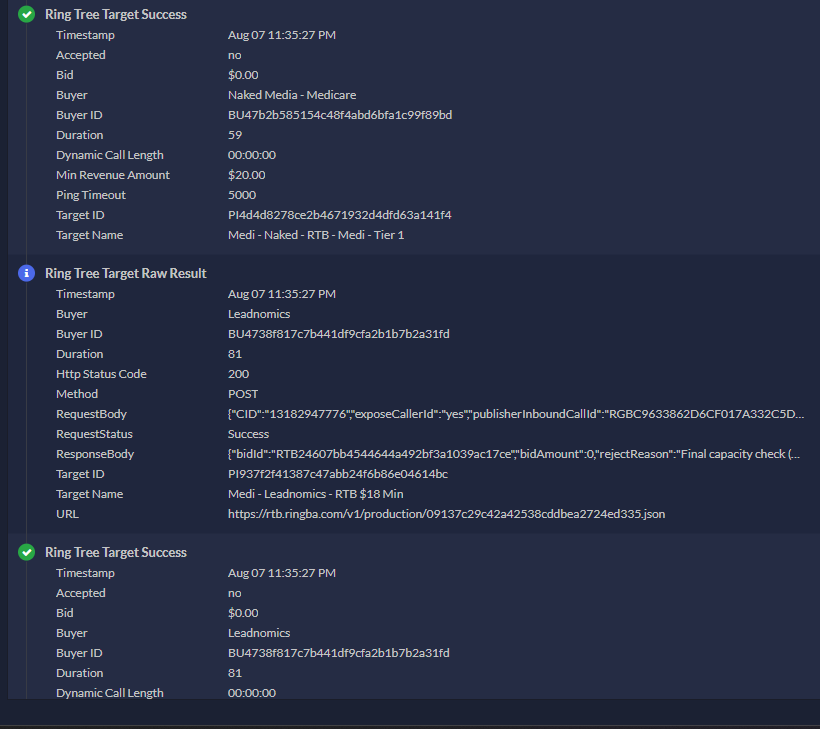 Ring Tree Target Success
Timestamp Aug 07 11:35:27 PM
Accepted no
Bid $0.00
Buyer Naked Media - Medicare
Buyer ID BU47b2b585154c48f4abd6bfa1c99f89bd
Duration 59
Dynamic Call Length 00:00:00
Min Revenue Amount $20.00
Ping Timeout 5000
Target ID PI4d4d8278ce2b4671932d4dfd63a141f4
Target Name Medi - Naked - RTB - Medi - Tier 1
Ring Tree Target Raw Result
Timestamp Aug 07 11:35:27 PM
Buyer Leadnomics
Buyer ID BU4738f817c7b441df9cfa2b1b7b2a31fd
Duration 81
Http Status Code 200
Method POST
RequestBody {"CID":"13182947776","exposeCallerId":"yes","publisherInboundCallId":"RGBC9633862D6CF017A332C5D...
RequestStatus Success
ResponseBody {"bidId":"RTB24607bb4544644a492bf3a1039ac17ce","bidAmount":0,"rejectReason":"Final capacity check (...
Target ID PI937f2f41387c47abb24f6b86e04614bc
Target Name Medi - Leadnomics - RTB $18 Min
URL https://rtb.ringba.com/v1/production/09137c29c42a42538cddbea2724ed335.json
Ring Tree Target Success
Timestamp Aug 07 11:35:27 PM
Accepted no
Bid $0.00
Buyer Leadnomics
Buyer ID BU4738f817c7b441df9cfa2b1b7b2a31fd
Duration 81
Dynamic Call Length 00:00:00